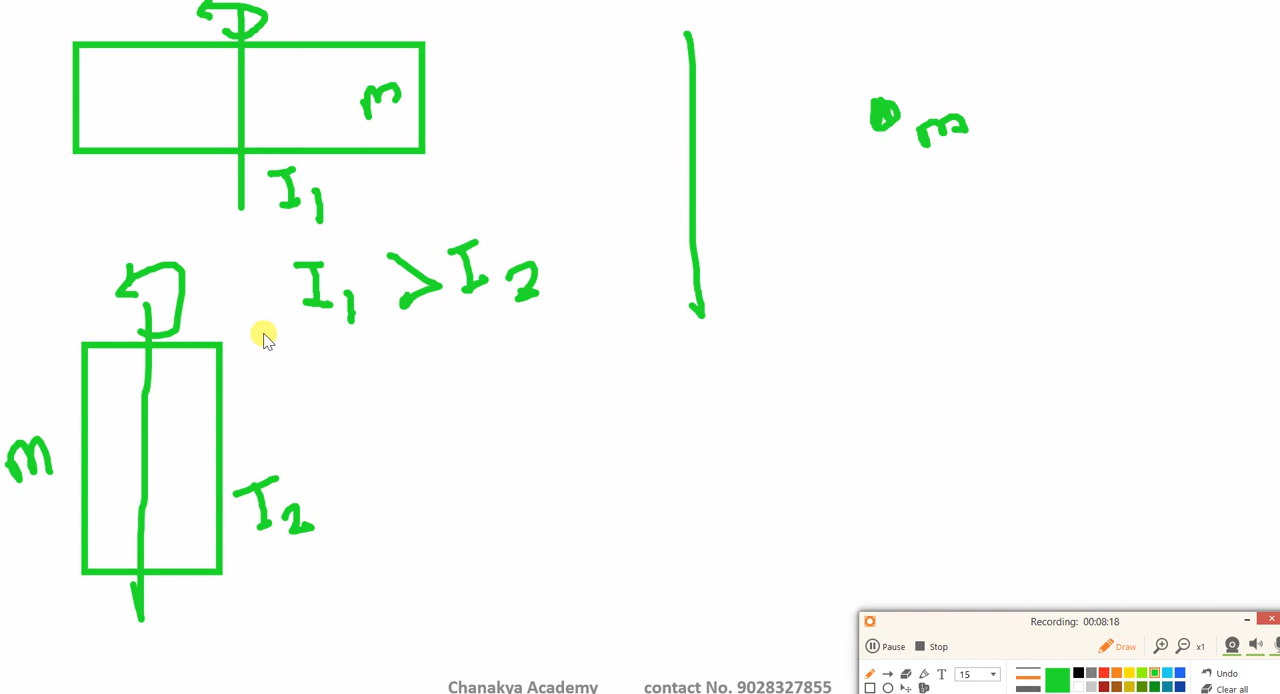 m
m
I1
I1 > I2
m
I2
Recording: 00:08:18
Pause Stop Draw x1
T 15 Undo
Clear all
Chanakya Academy contact No. 9028327855